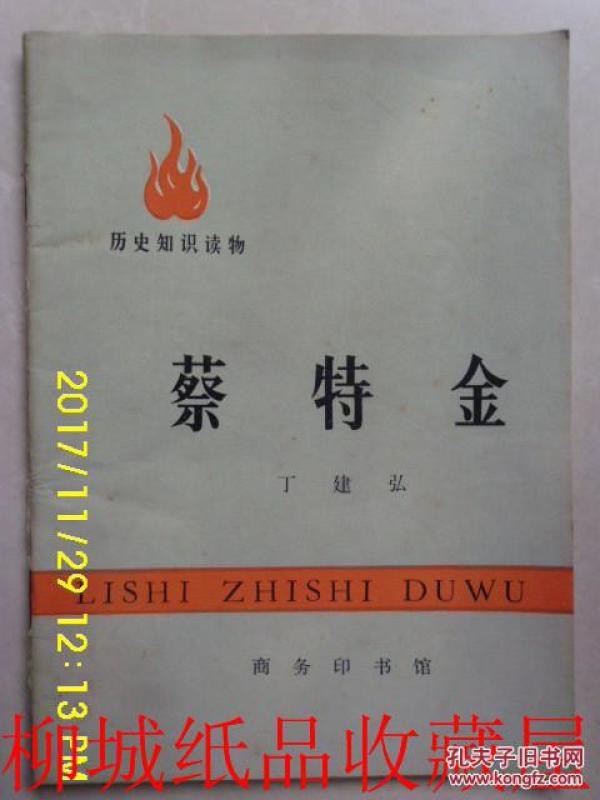 历史知识读物
蔡特金
丁建弘
LISHI ZHISHI DUWU
商务印书馆
2017/11/29 12:13 PM
柳城纸品收藏屋
孔夫子旧书网
www.kongfz.com